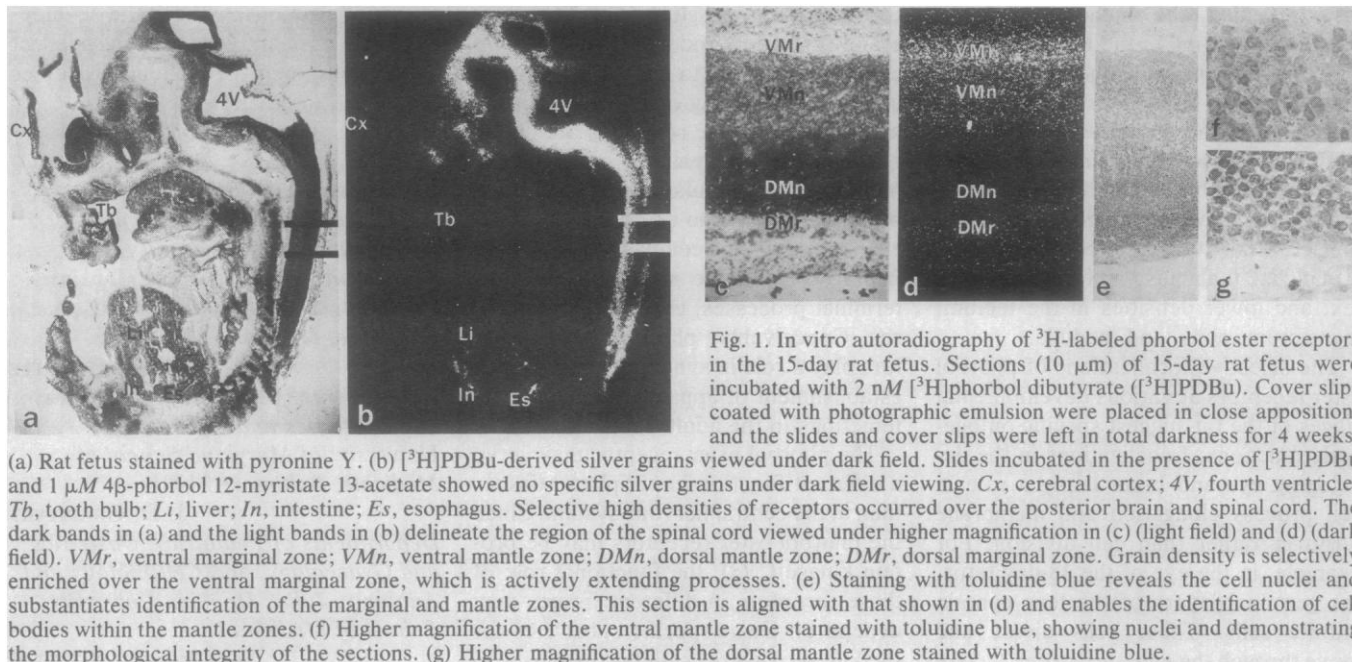 Cx
4V
Tb
Li
In
Es
a
Cx
4V
Tb
Li
In
Es
b
VMr
VMn
DMn
DMr
c
VMr
VMn
DMn
DMr
d
e
f
g
Fig. 1. In vitro autoradiography of ³H-labeled phorbol ester receptor
in the 15-day rat fetus. Sections (10 μm) of 15-day rat fetus were
incubated with 2 nM [³H]phorbol dibutyrate ([³H]PDBu). Cover slip
coated with photographic emulsion were placed in close apposition
and the slides and cover slips were left in total darkness for 4 weeks
(a) Rat fetus stained with pyronine Y. (b) [³H]PDBu-derived silver grains viewed under dark field. Slides incubated in the presence of [³H]PDBu
and 1 μM 4β-phorbol 12-myristate 13-acetate showed no specific silver grains under dark field viewing. Cx, cerebral cortex; 4V, fourth ventricle
Tb, tooth bulb; Li, liver; In, intestine; Es, esophagus. Selective high densities of receptors occurred over the posterior brain and spinal cord. The
dark bands in (a) and the light bands in (b) delineate the region of the spinal cord viewed under higher magnification in (c) (light field) and (d) (dark
field). VMr, ventral marginal zone; VMn, ventral mantle zone; DMn, dorsal mantle zone; DMr, dorsal marginal zone. Grain density is selectively
enriched over the ventral marginal zone, which is actively extending processes. (e) Staining with toluidine blue reveals the cell nuclei and
substantiates identification of the marginal and mantle zones. This section is aligned with that shown in (d) and enables the identification of cel
bodies within the mantle zones. (f) Higher magnification of the ventral mantle zone stained with toluidine blue, showing nuclei and demonstrating
the morphological integrity of the sections. (g) Higher magnification of the dorsal mantle zone stained with toluidine blue.